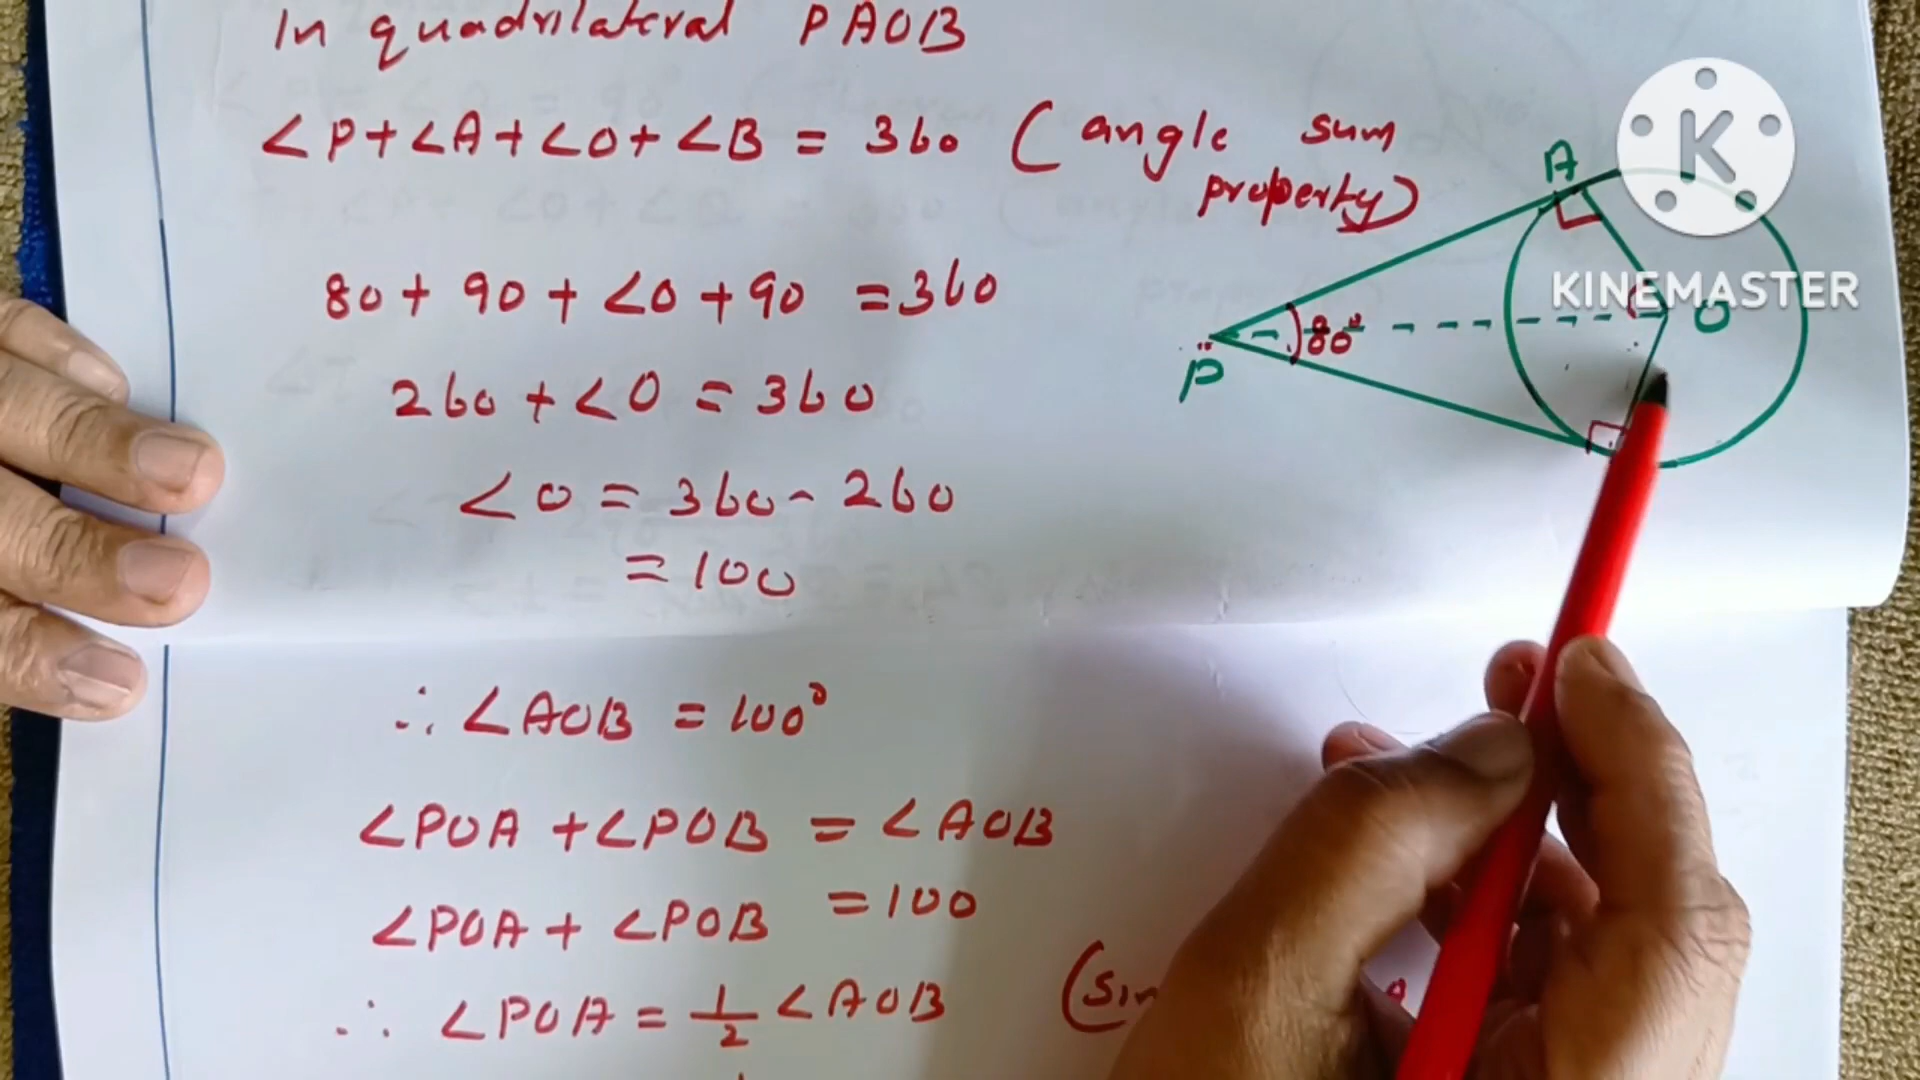 In quadrilateral PAOB
∠P+∠A+∠O+∠B = 360 (angle sum
property)
80 + 90 + ∠O + 90 = 360
260 + ∠O = 360
∠O = 360 - 260
= 100
∴ ∠AOB = 100°
∠POA + ∠POB = ∠AOB
∠POA + ∠POB = 100
∴ ∠POA = 1/2 ∠AOB
A
K
KINEMASTER
O
80°
P